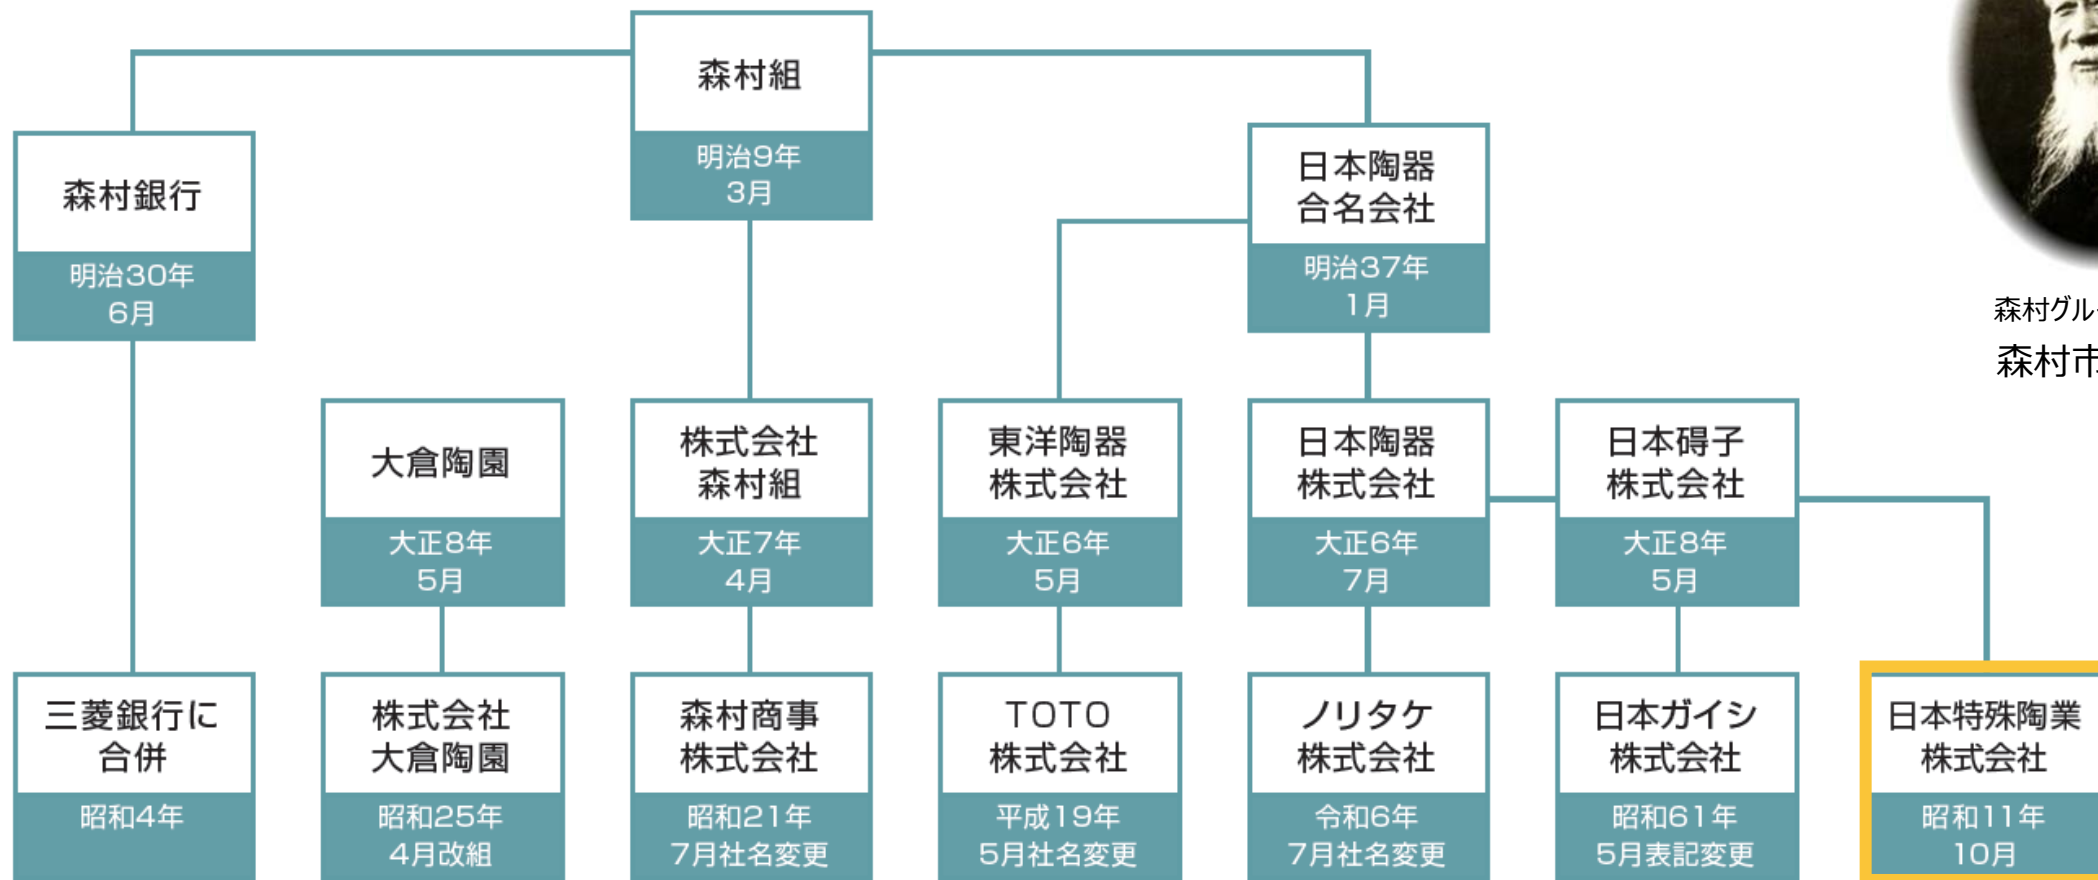 森村組
明治9年
3月
森村銀行
明治30年
6月
日本陶器
合名会社
明治37年
1月
森村グル
森村市
大倉陶園
大正8年
5月
株式会社
森村組
大正7年
4月
東洋陶器
株式会社
大正6年
5月
日本陶器
株式会社
大正6年
7月
日本碍子
株式会社
大正8年
5月
三菱銀行に
合併
昭和4年
株式会社
大倉陶園
昭和25年
4月改組
森村商事
株式会社
昭和21年
7月社名変更
TOTO
株式会社
平成19年
5月社名変更
ノリタケ
株式会社
令和6年
7月社名変更
日本ガイシ
株式会社
昭和61年
5月表記変更
日本特殊陶業
株式会社
昭和11年
10月